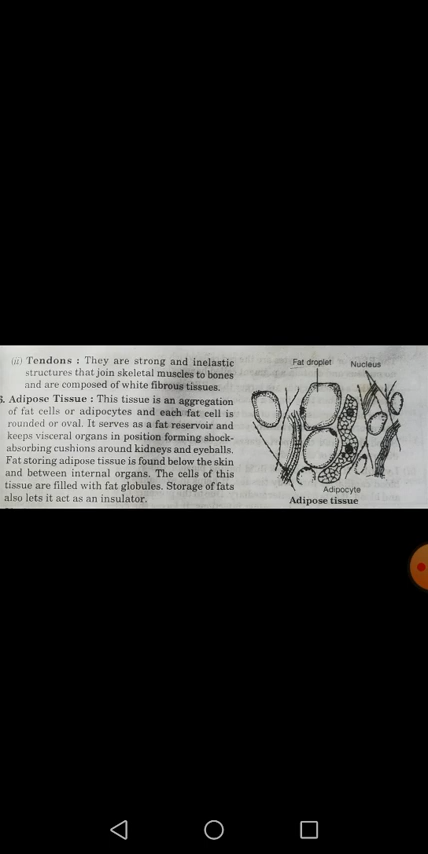 (ii) Tendons : They are strong and inelastic
structures that join skeletal muscles to bones
and are composed of white fibrous tissues.
3. Adipose Tissue : This tissue is an aggregation
of fat cells or adipocytes and each fat cell is
rounded or oval. It serves as a fat reservoir and
keeps visceral organs in position forming shock-
absorbing cushions around kidneys and eyeballs.
Fat storing adipose tissue is found below the skin
and between internal organs. The cells of this
tissue are filled with fat globules. Storage of fats
also lets it act as an insulator.
Fat droplet
Nucleus
Adipocyte
Adipose tissue